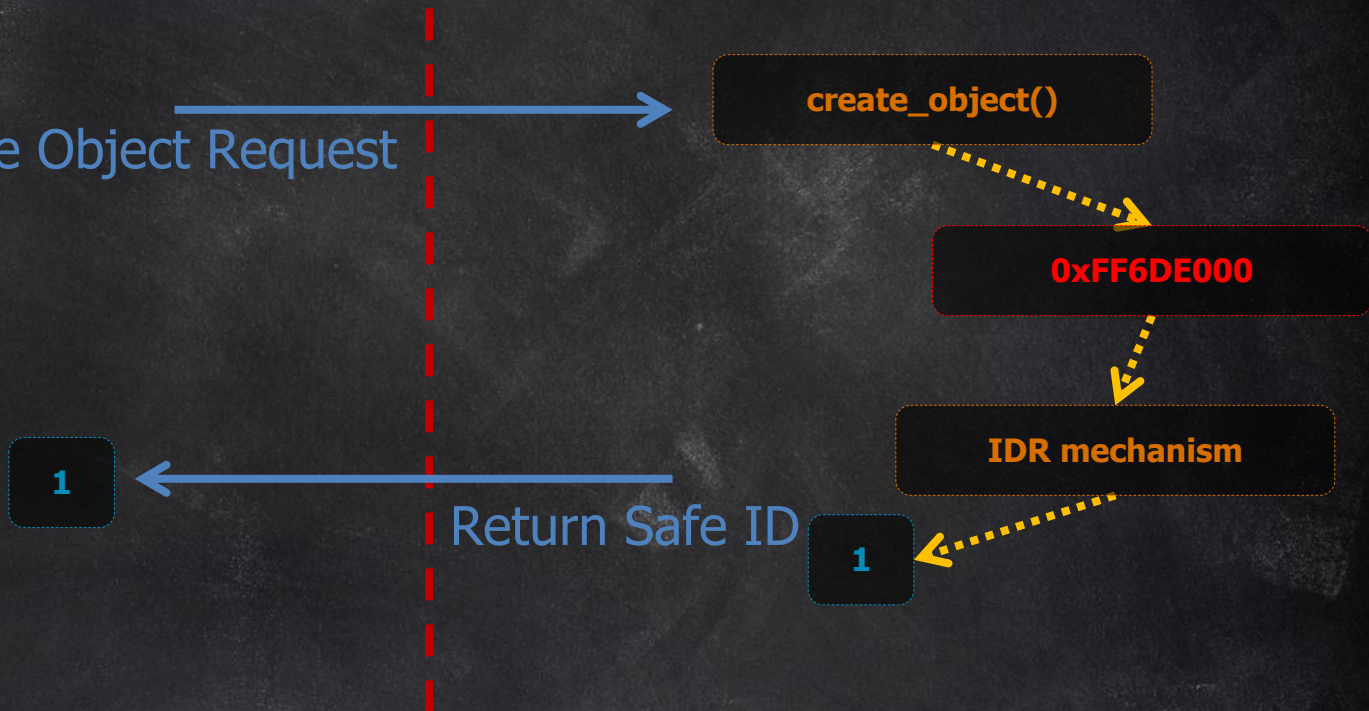 create_object()
e Object Request
0xFF6DE000
IDR mechanism
1
Return Safe ID
1